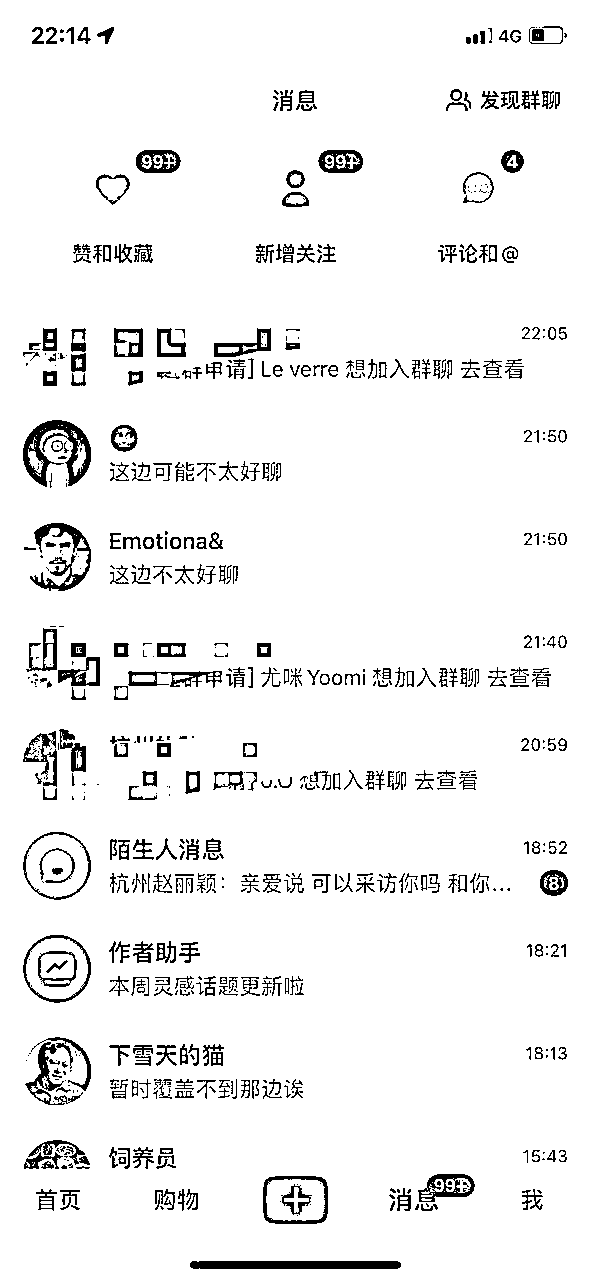 22:14 4G
消息 发现群聊
99+ 99+ 4
赞和收藏 新增关注 评论和@
22:05
申请] Le verre 想加入群聊 去查看
21:50
这边可能不太好聊
Emotiona& 21:50
这边不太好聊
21:40
申请] 尤咪Yoomi 想加入群聊 去查看
20:59
想加入群聊 去查看
陌生人消息 18:52
杭州赵丽颖：亲爱说 可以采访你吗 和你... 8
作者助手 18:21
本周灵感话题更新啦
下雪天的猫 18:13
暂时覆盖不到那边诶
饲养员 15:43
首页 购物 消息 99+ 我